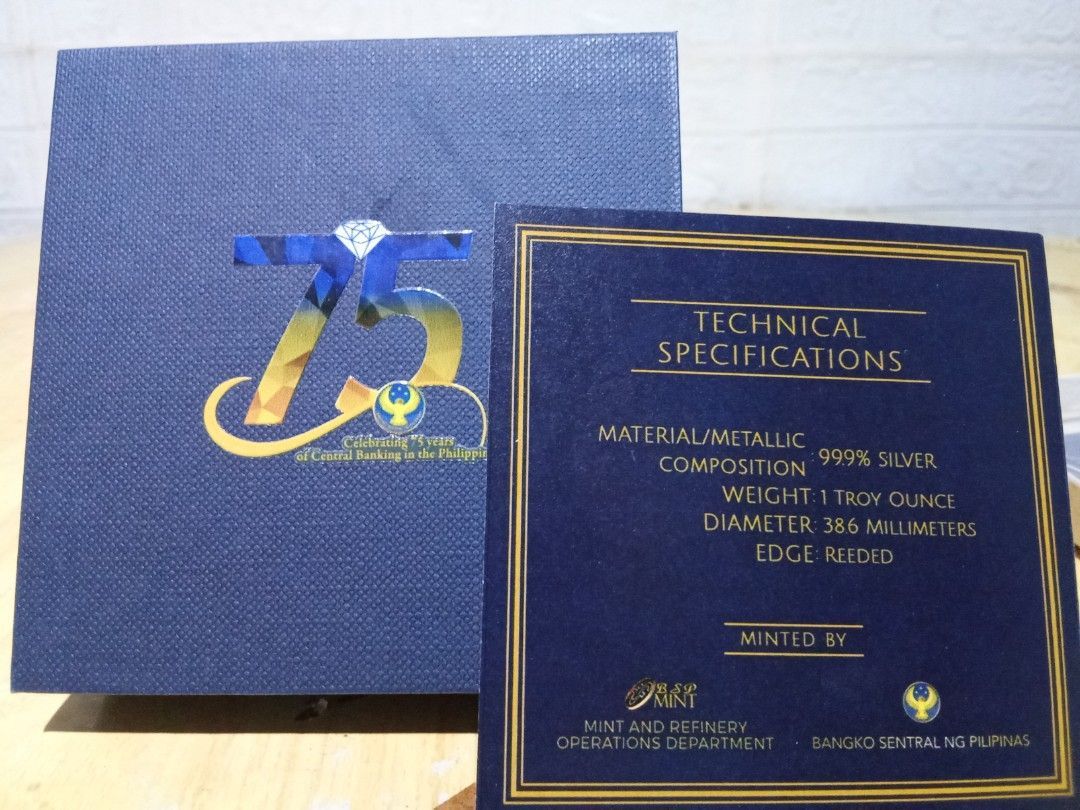 75
Celebrating 75 years
of Central Banking in the
TECHNICAL
SPECIFICATIONS
MATERIAL/METALLIC
COMPOSITION: 99.9% SILVER
WEIGHT: 1 TROY OUNCE
DIAMETER: 38.6 MILLIMETERS
EDGE: REEDED
MINTED BY
BSP
MINT
MINT AND REFINERY
OPERATIONS DEPARTMENT
BANGKO SENTRAL NG PILIPINAS